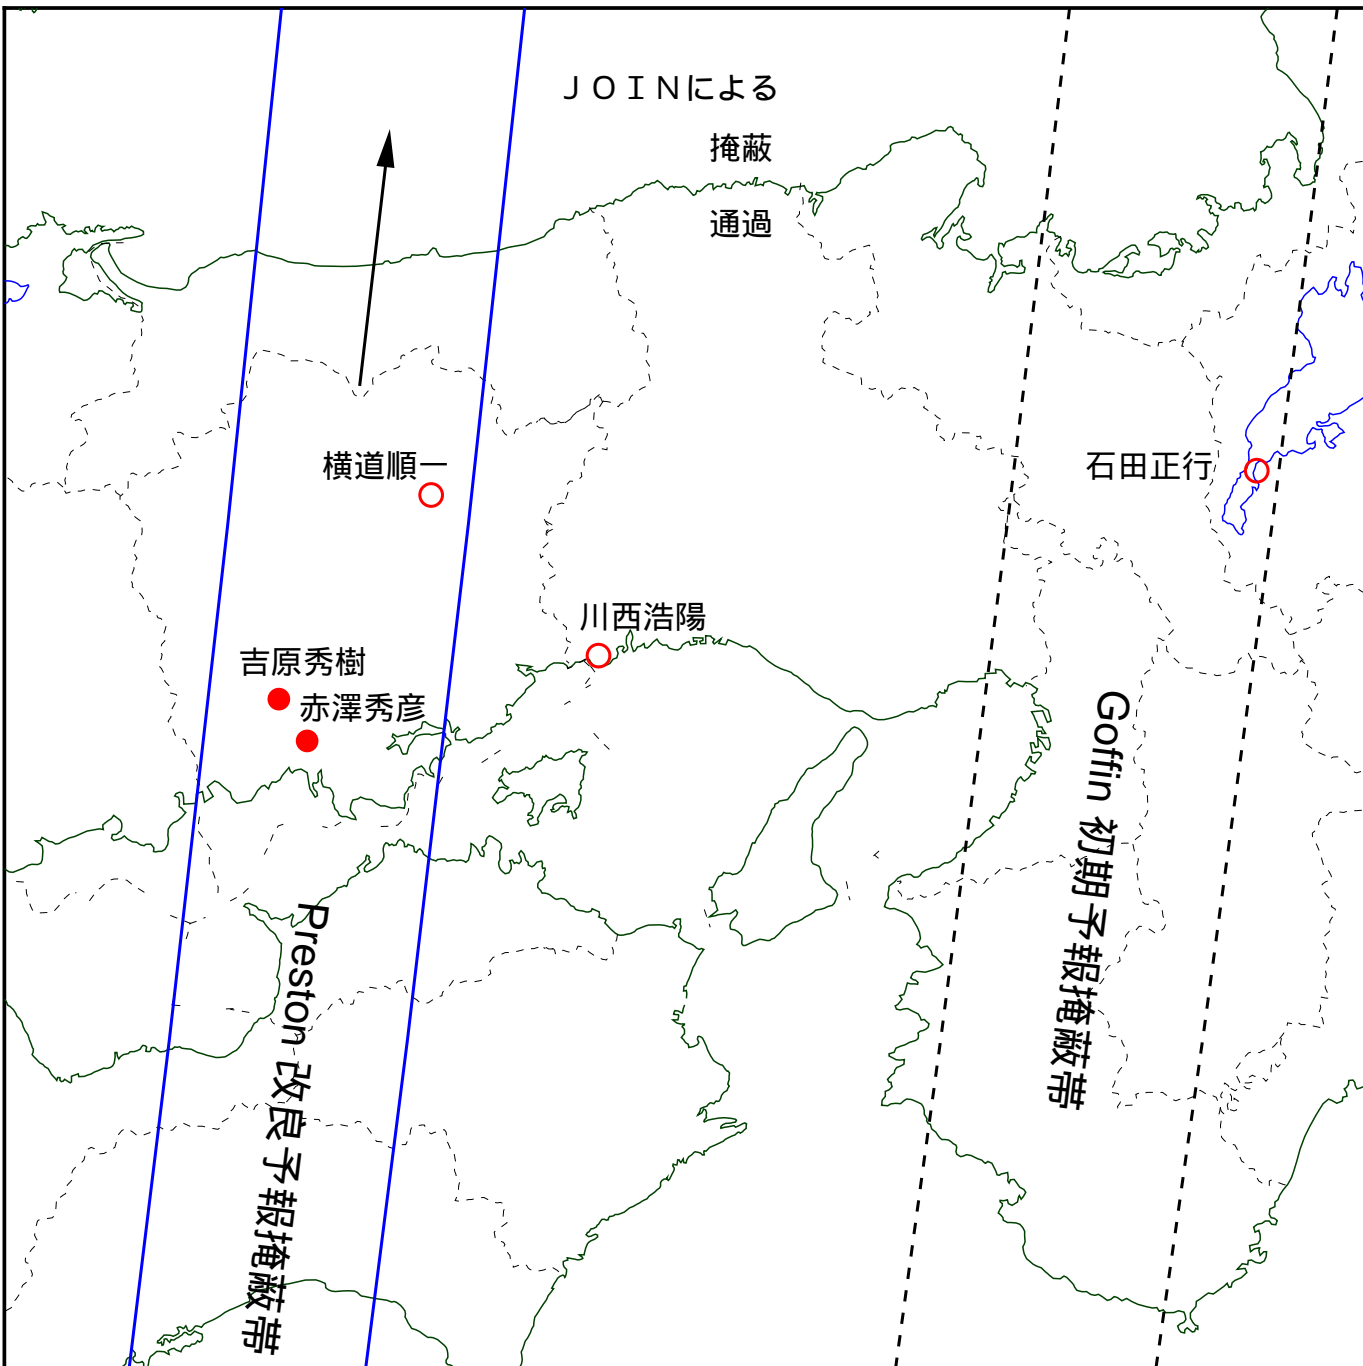 ＪＯＩＮによる
掩蔽
通過
横道順一
石田正行
川西浩陽
吉原秀樹
赤澤秀彦
Goffin 初期予報掩蔽帯
Preston 改良予報掩蔽帯